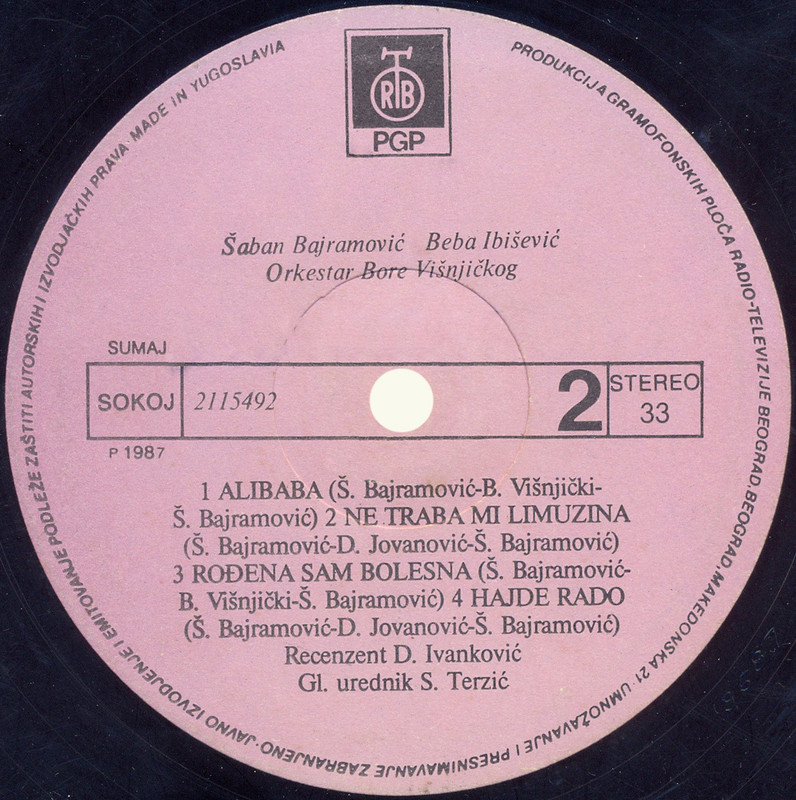 PRODUKCIJA GRAMOFONSKIH PLOČA RADIO-TELEVIZIJE BEOGRAD, BEOGRAD, MAKEDONSKA 21 · UMNOŽAVANJE I PRESNIMAVANJE ZABRANJENO · JAVNO IZVODJENJE I EMITOVANJE PODLEŽE ZAŠTITI AUTORSKIH I IZVODJAČKIH PRAVA MADE IN YUGOSLAVIA
RTB
PGP
Šaban Bajramović Beba Ibišević
Orkestar Bore Višnjičkog
SUMAJ
SOKOJ 2115492 2 STEREO
33
P 1987
1 ALIBABA (Š. Bajramović-B. Višnjički-
Š. Bajramović) 2 NE TRABA MI LIMUZINA
(Š. Bajramović-D. Jovanović-Š. Bajramović)
3 ROĐENA SAM BOLESNA (Š. Bajramović-
B. Višnjički-Š. Bajramović) 4 HAJDE RADO
(Š. Bajramović-D. Jovanović-Š. Bajramović)
Recenzent D. Ivanković
Gl. urednik S. Terzić